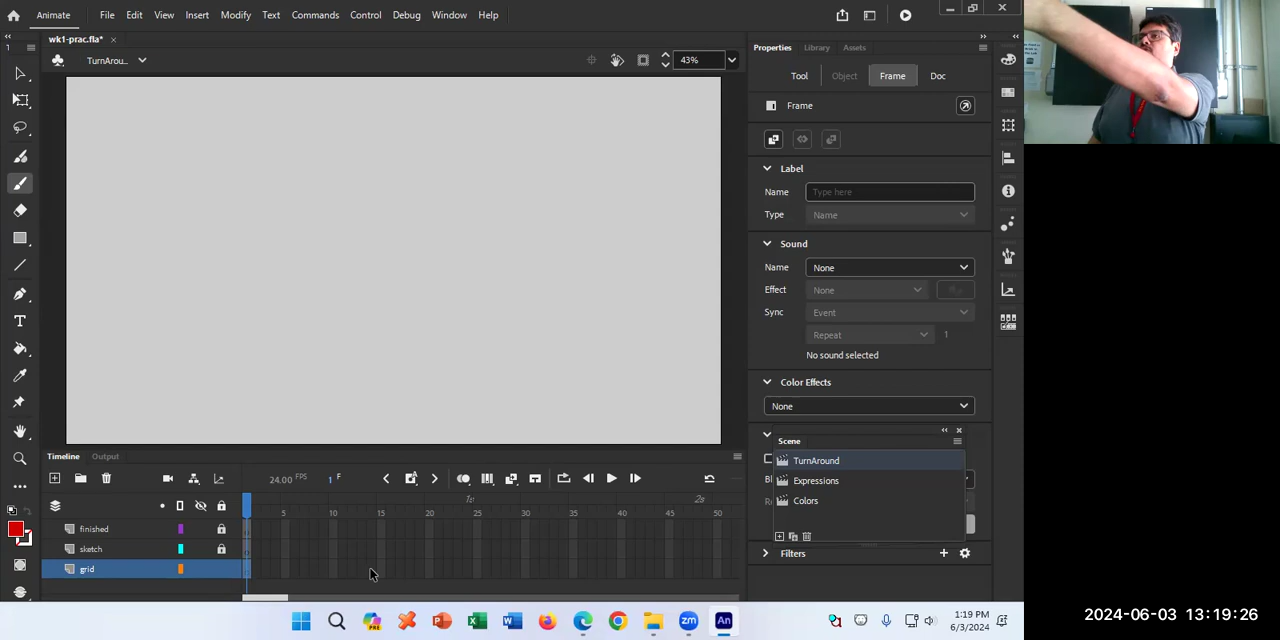 Animate File Edit View Insert Modify Text Commands Control Debug Window Help
wk1-prac.fla*
TurnArou... 43%
Properties Library Assets
Tool Object Frame Doc
Frame
Label
Name Type here
Type Name
Sound
Name None
Effect None
Sync Event
Repeat 1
No sound selected
Color Effects
None
Scene
TurnAround
Expressions
Colors
Filters
Timeline Output
24.00 FPS 1 F
1s 2s
5 10 15 20 25 30 35 40 45 50
finished
sketch
grid
1:19 PM
6/3/2024
2024-06-03 13:19:26